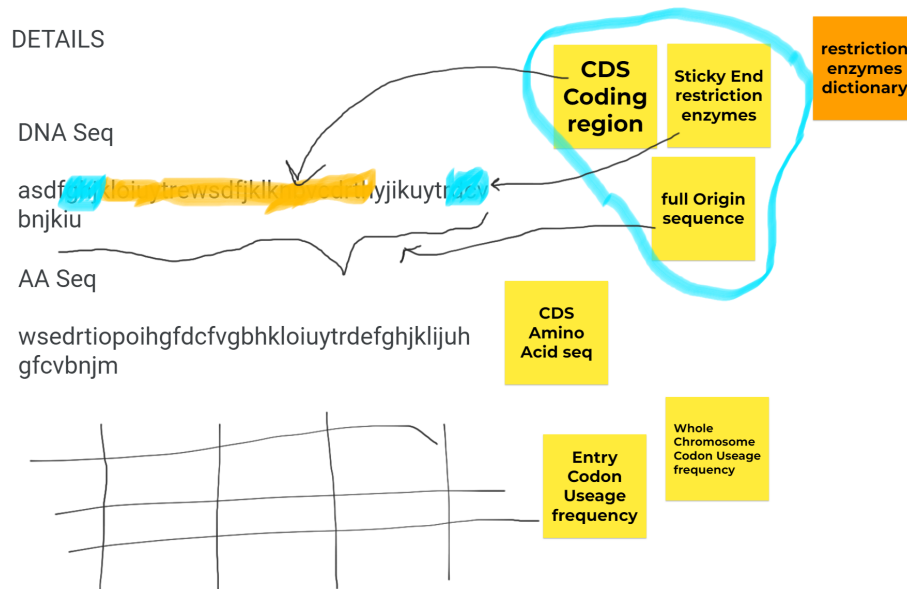 DETAILS
CDS
Coding
region
Sticky End
restriction
enzymes
restriction
enzymes
dictionary
DNA Seq
bnjkiu
full Origin
sequence
AA Seq
wsedrtiopoihgfdcfvgbhkloiuytrdefghjklijuh
gfcvbnjm
CDS
Amino
Acid seq
Whole
Chromosome
Codon Useage
frequency
Entry
Codon
Useage
frequency